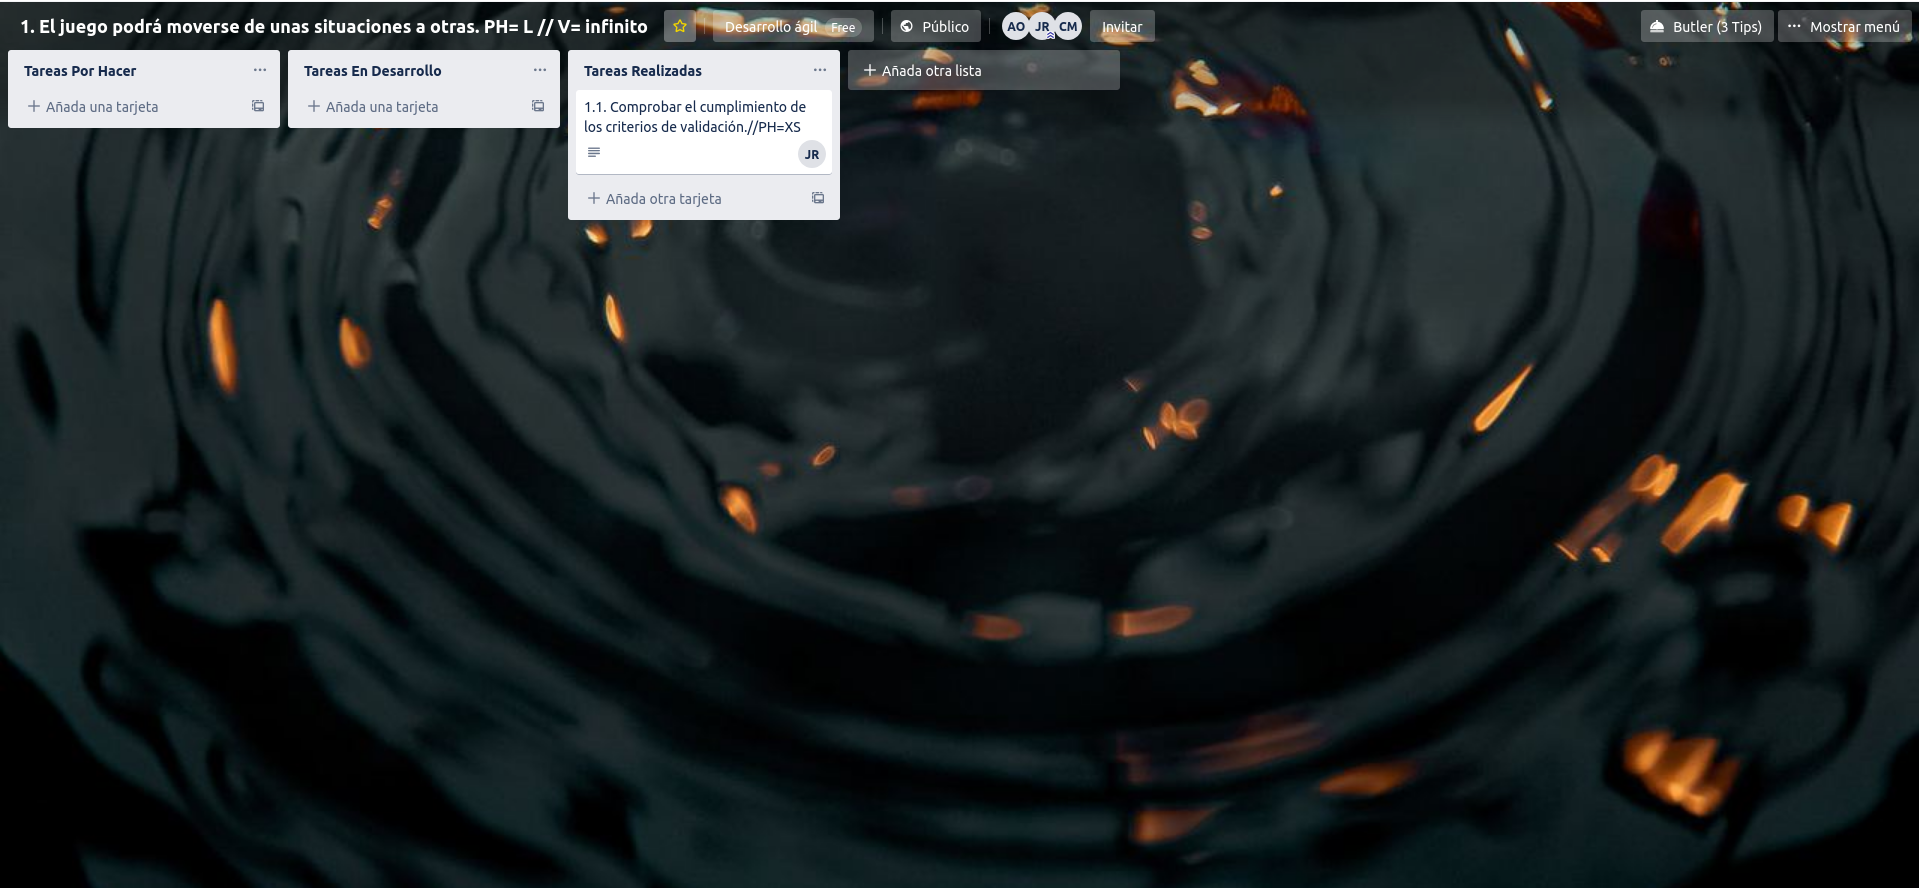 1. El juego podrá moverse de unas situaciones a otras. PH= L // V= infinito
Desarrollo ágil Free
Público
AO JR CM
Invitar
Butler (3 Tips)
Mostrar menú
Tareas Por Hacer
Añada una tarjeta
Tareas En Desarrollo
Añada una tarjeta
Tareas Realizadas
1.1. Comprobar el cumplimiento de
los criterios de validación.//PH=XS
JR
Añada otra tarjeta
Añada otra lista